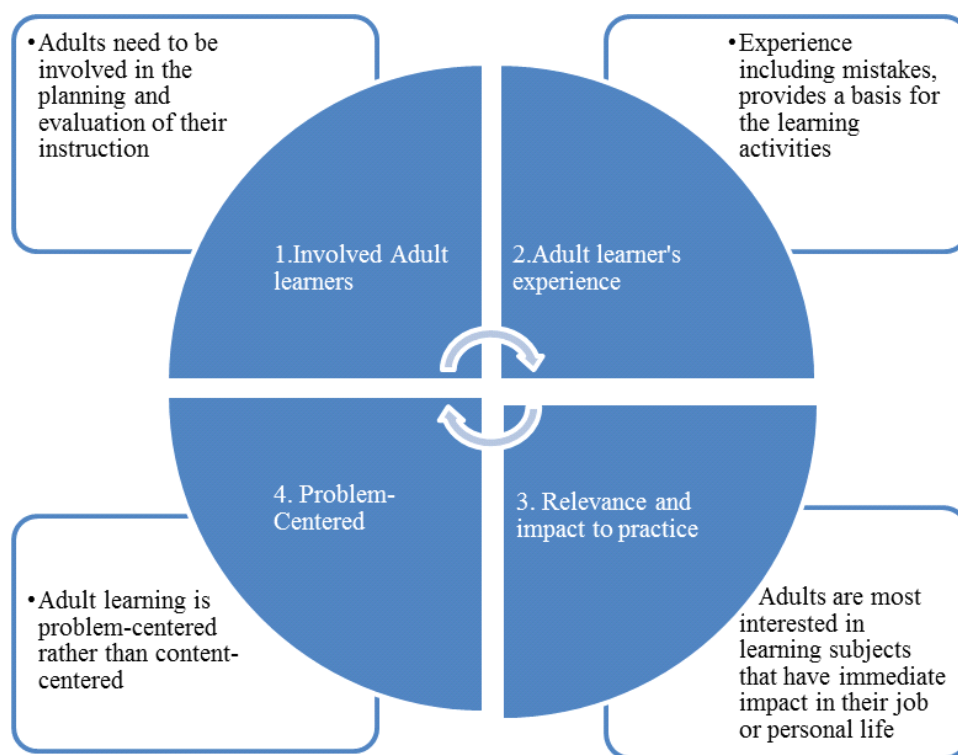 •Adults need to be
involved in the
planning and
evaluation of their
instruction
•Experience
including mistakes,
provides a basis for
the learning
activities
1.Involved Adult
learners
2.Adult learner's
experience
4. Problem-
Centered
3. Relevance and
impact to practice
•Adult learning is
problem-centered
rather than content-
centered
Adults are most
interested in
learning subjects
that have immediate
impact in their job
or personal life